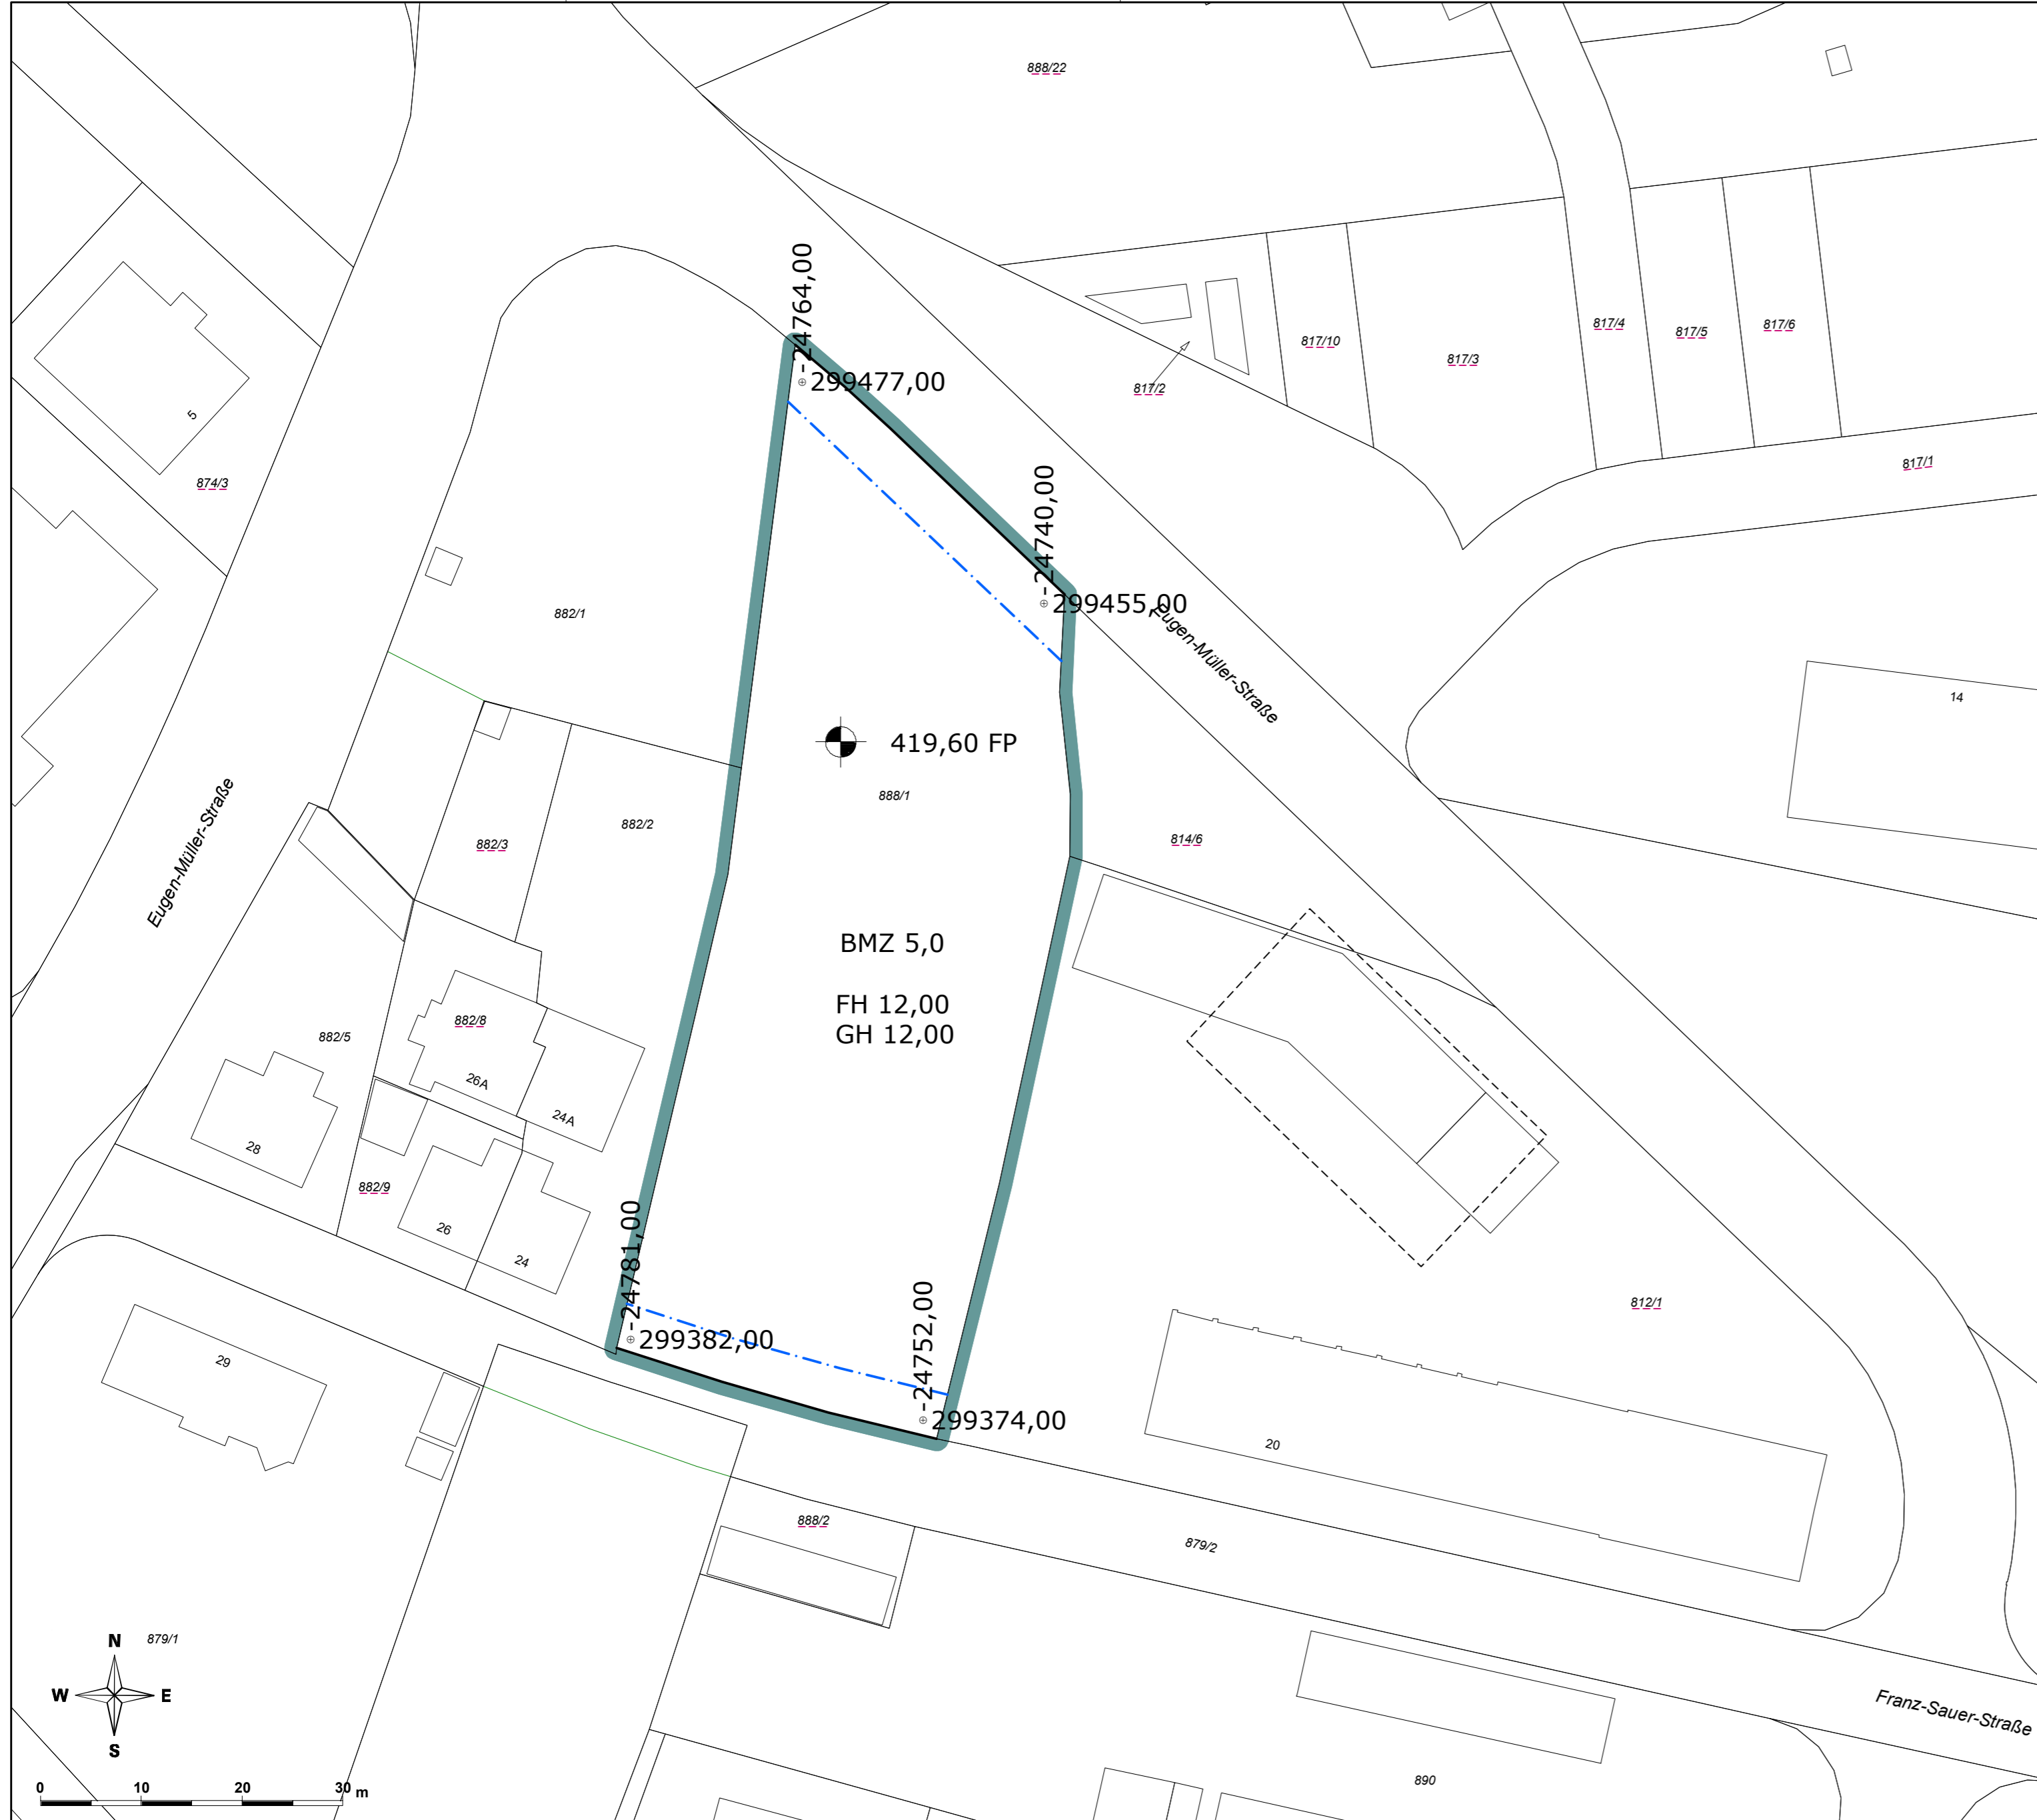 888/22
-24764,00
299477,00
817/10
817/3
817/4
817/5
817/6
817/2
5
874/3
817/1
-24740,00
299455,00
Eugen-Müller-Straße
882/1
14
419,60 FP
888/1
882/2
882/3
814/6
Eugen-Müller-Straße
BMZ 5,0
FH 12,00
GH 12,00
882/8
882/5
26A
24A
28
882/9
26
24
-24781,00
299382,00
-24752,00
299374,00
812/1
29
20
888/2
879/2
879/1
N
W
E
S
Franz-Sauer-Straße
890
0 10 20 30 m